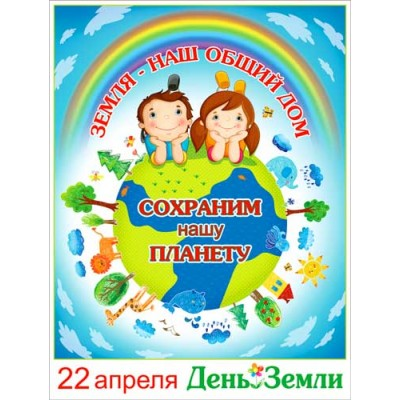 ЗЕМЛЯ - НАШ ОБЩИЙ ДОМ
СОХРАНИМ
нашу
ПЛАНЕТУ
22 апреля День Земли